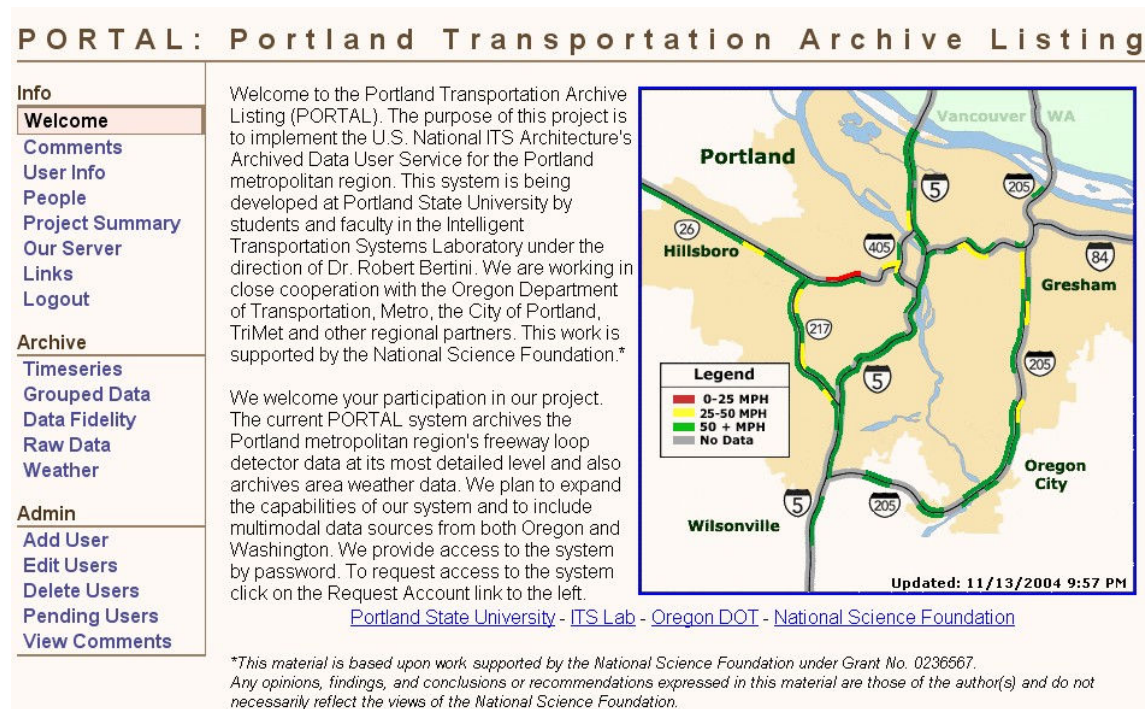 PORTAL: Portland Transportation Archive Listing
Info
Welcome
Comments
User Info
People
Project Summary
Our Server
Links
Logout
Archive
Timeseries
Grouped Data
Data Fidelity
Raw Data
Weather
Admin
Add User
Edit Users
Delete Users
Pending Users
View Comments
Welcome to the Portland Transportation Archive
Listing (PORTAL). The purpose of this project is
to implement the U.S. National ITS Architecture's
Archived Data User Service for the Portland
metropolitan region. This system is being
developed at Portland State University by
students and faculty in the Intelligent
Transportation Systems Laboratory under the
direction of Dr. Robert Bertini. We are working in
close cooperation with the Oregon Department
of Transportation, Metro, the City of Portland,
TriMet and other regional partners. This work is
supported by the National Science Foundation.*
We welcome your participation in our project.
The current PORTAL system archives the
Portland metropolitan region's freeway loop
detector data at its most detailed level and also
archives area weather data. We plan to expand
the capabilities of our system and to include
multimodal data sources from both Oregon and
Washington. We provide access to the system
by password. To request access to the system
click on the Request Account link to the left.
Vancouver WA
Portland
5
205
26
Hillsboro
405
84
Gresham
217
205
5
Legend
0-25 MPH
25-50 MPH
50 + MPH
No Data
Oregon
City
5
205
Wilsonville
Updated: 11/13/2004 9:57 PM
Portland State University - ITS Lab - Oregon DOT - National Science Foundation
*This material is based upon work supported by the National Science Foundation under Grant No. 0236567.
Any opinions, findings, and conclusions or recommendations expressed in this material are those of the author(s) and do not
necessarily reflect the views of the National Science Foundation.